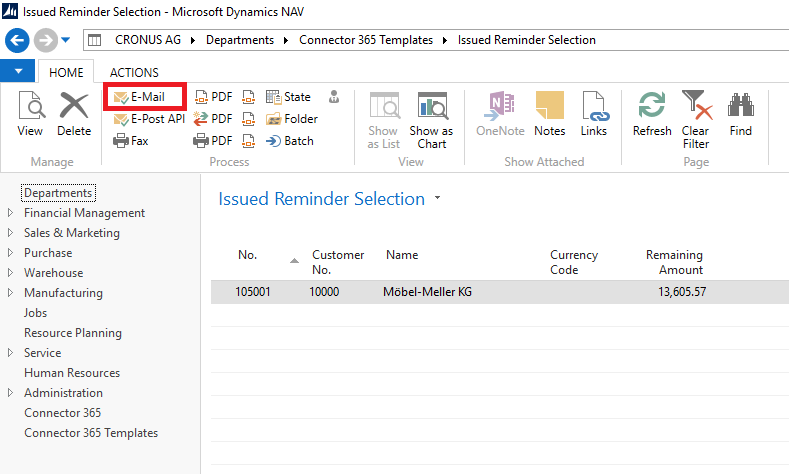 Issued Reminder Selection - Microsoft Dynamics NAV
CRONUS AG Departments Connector 365 Templates Issued Reminder Selection
HOME ACTIONS
View
Delete
Manage
E-Mail PDF State
E-Post API PDF Folder
Fax PDF Batch
Process
Show as List
Show as Chart
View
OneNote
Notes
Links
Show Attached
Refresh
Clear Filter
Find
Page
Departments
Financial Management
Sales & Marketing
Purchase
Warehouse
Manufacturing
Jobs
Resource Planning
Service
Human Resources
Administration
Connector 365
Connector 365 Templates
Issued Reminder Selection
No. Customer No. Name Currency Code Remaining Amount
105001 10000 Möbel-Meller KG 13,605.57